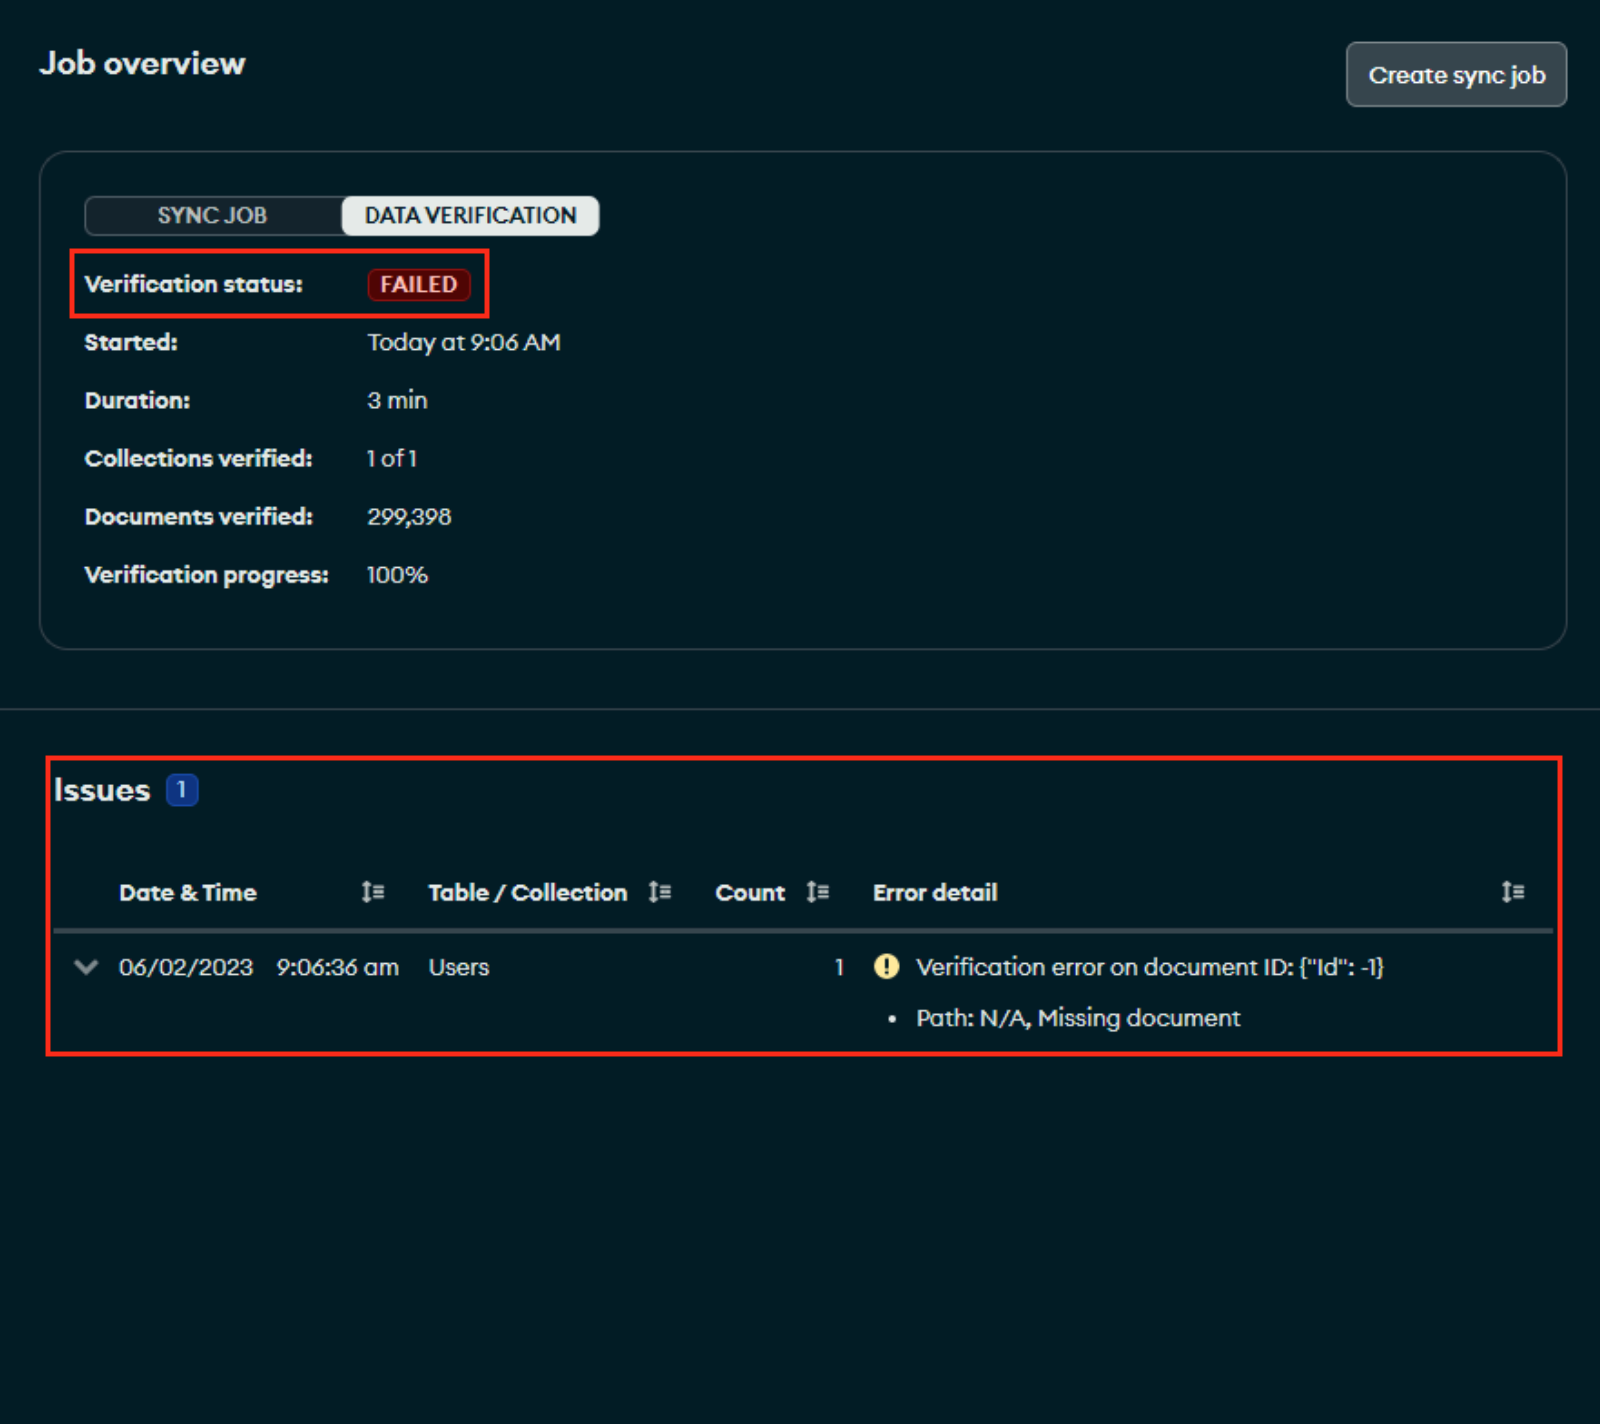 Job overview
Create sync job
SYNC JOB DATA VERIFICATION
Verification status: FAILED
Started: Today at 9:06 AM
Duration: 3 min
Collections verified: 1 of 1
Documents verified: 299,398
Verification progress: 100%
Issues 1
Date & Time Table / Collection Count Error detail
06/02/2023 9:06:36 am Users 1 Verification error on document ID: {"Id": -1}
• Path: N/A, Missing document